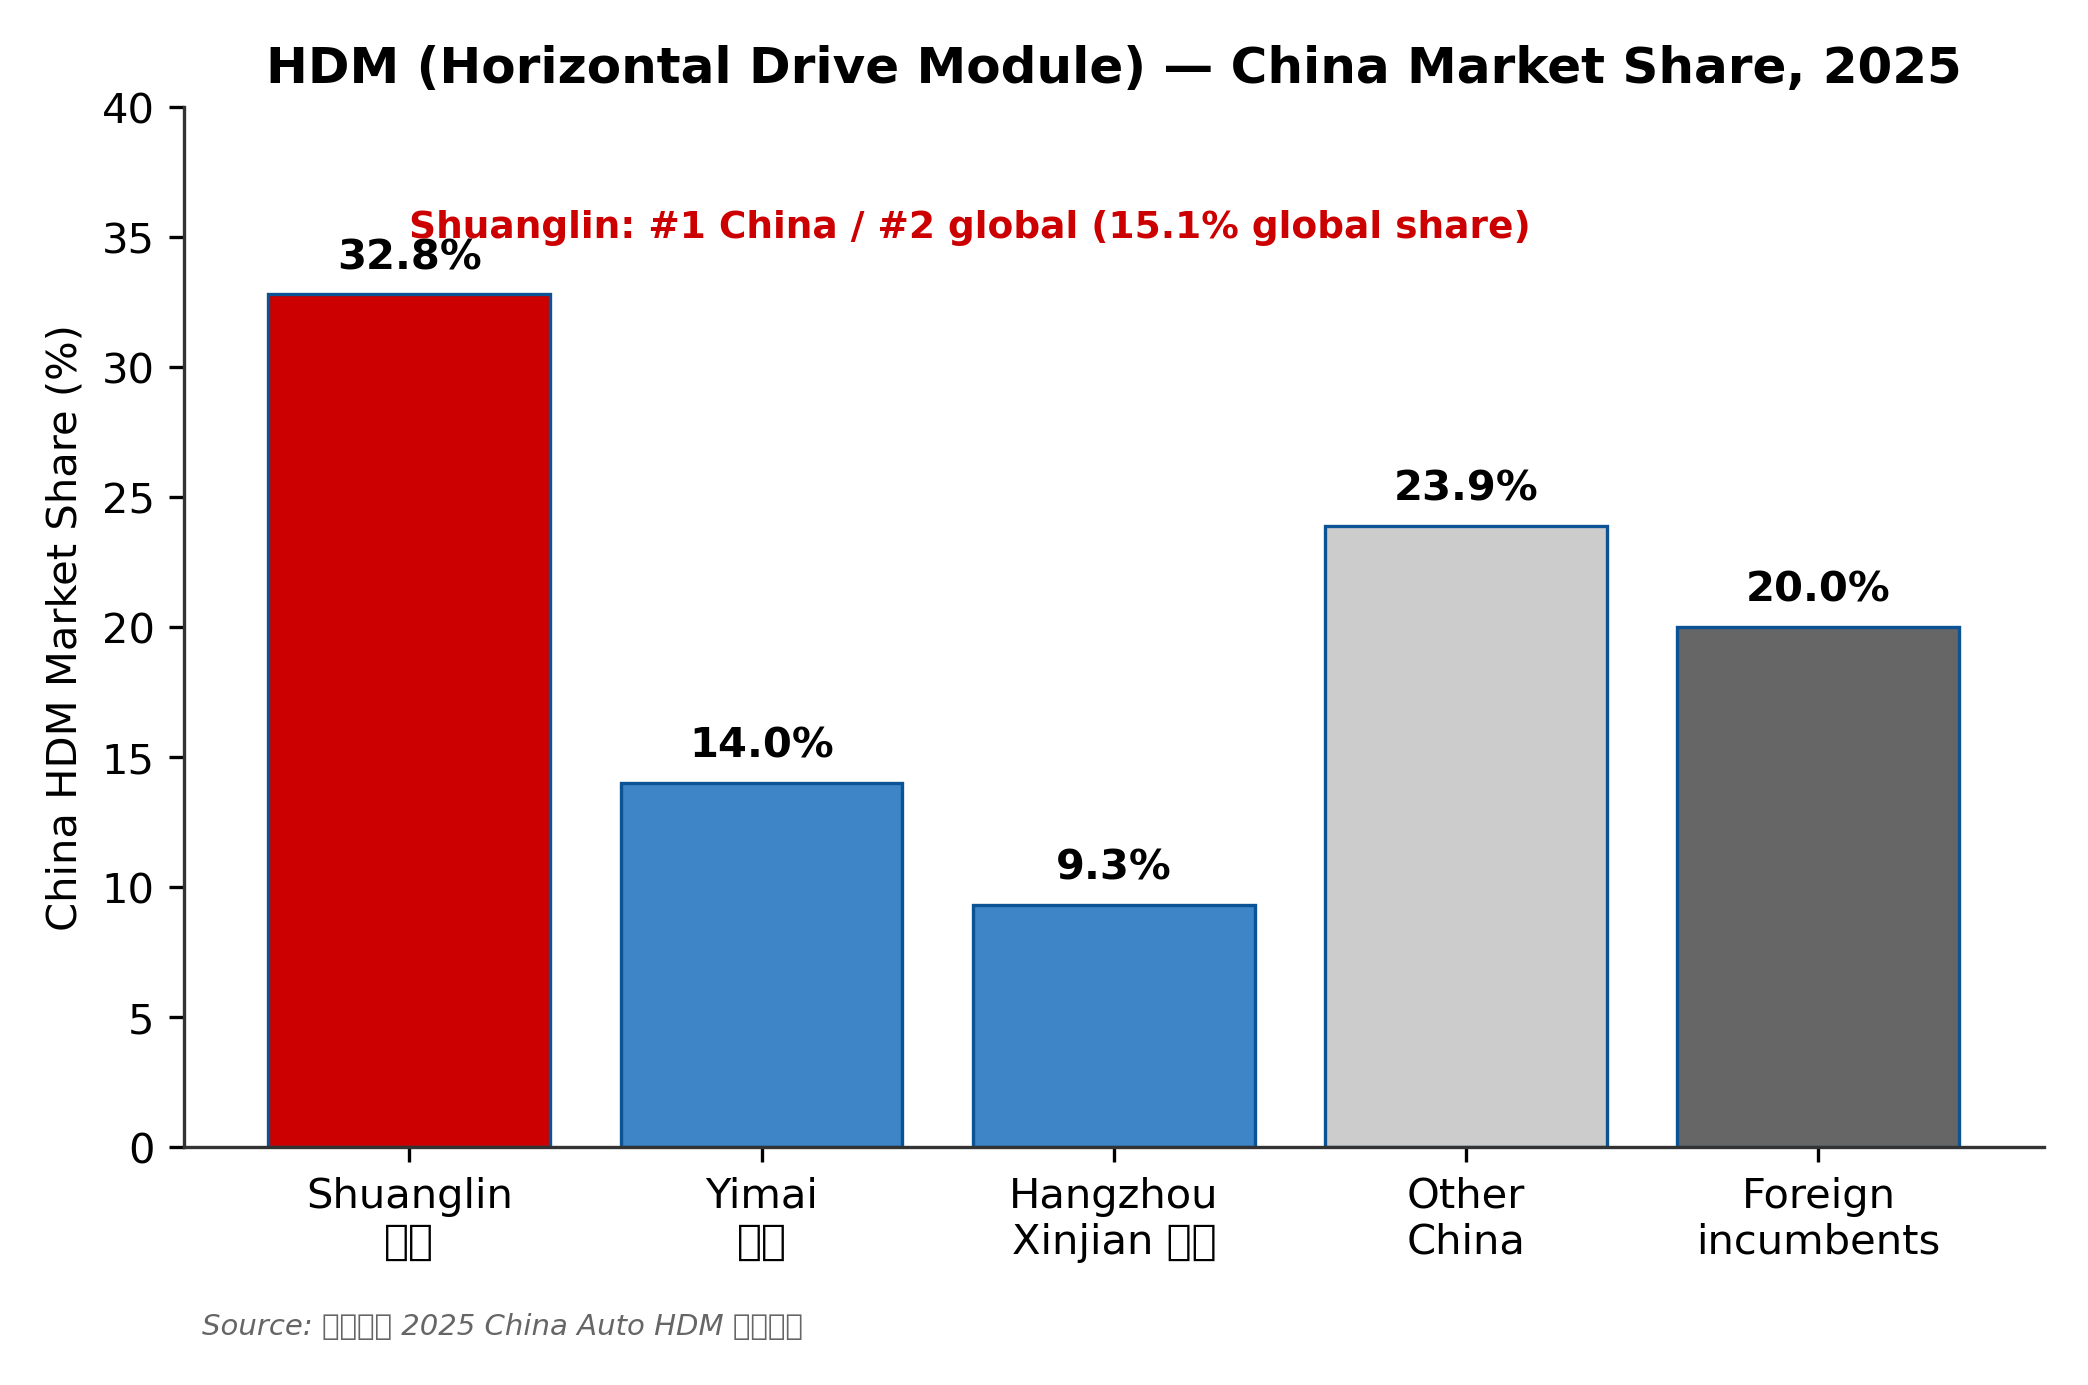 HDM (Horizontal Drive Module) — China Market Share, 2025
40
35
30
25
20
15
10
5
0
China HDM Market Share (%)
Shuanglin: #1 China / #2 global (15.1% global share)
32.8%
14.0%
9.3%
23.9%
20.0%
Shuanglin
Yimai
Hangzhou
Xinjian
Other
China
Foreign
incumbents
Source: 2025 China Auto HDM